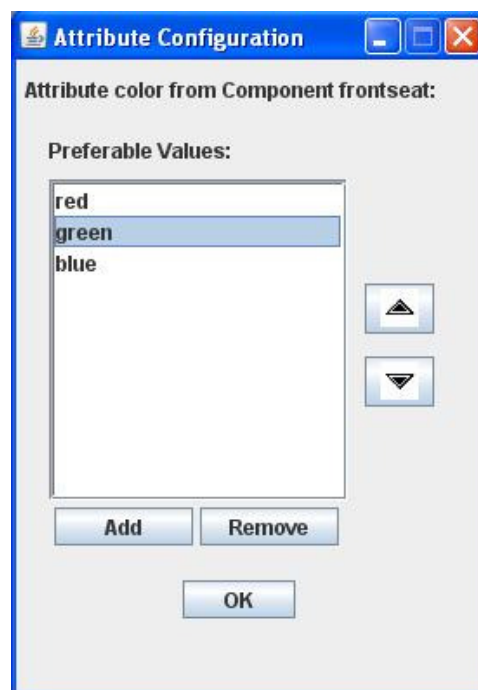 Attribute Configuration
Attribute color from Component frontseat:
Preferable Values:
red
green
blue
Add Remove
OK